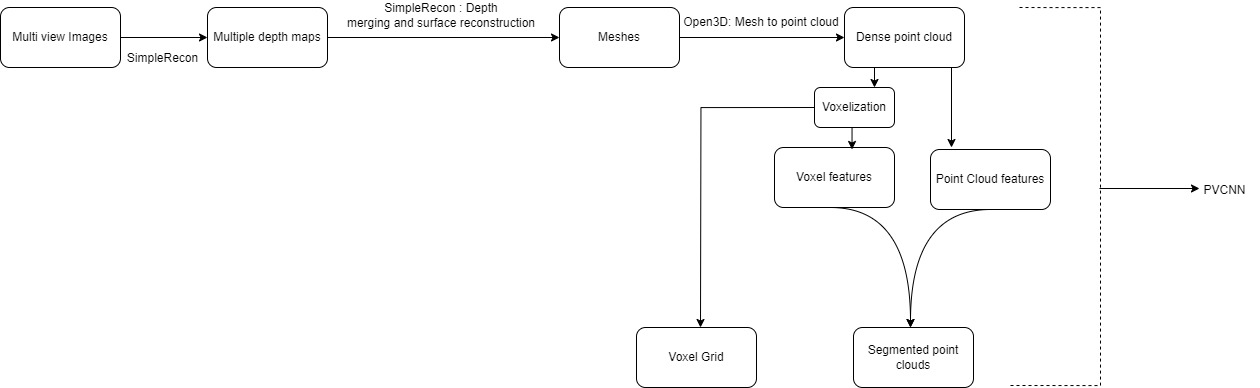 SimpleRecon : Depth
merging and surface reconstruction
Multi view Images
SimpleRecon
Multiple depth maps
Meshes
Open3D: Mesh to point cloud
Dense point cloud
Voxelization
Voxel features
Point Cloud features
PVCNN
Voxel Grid
Segmented point
clouds